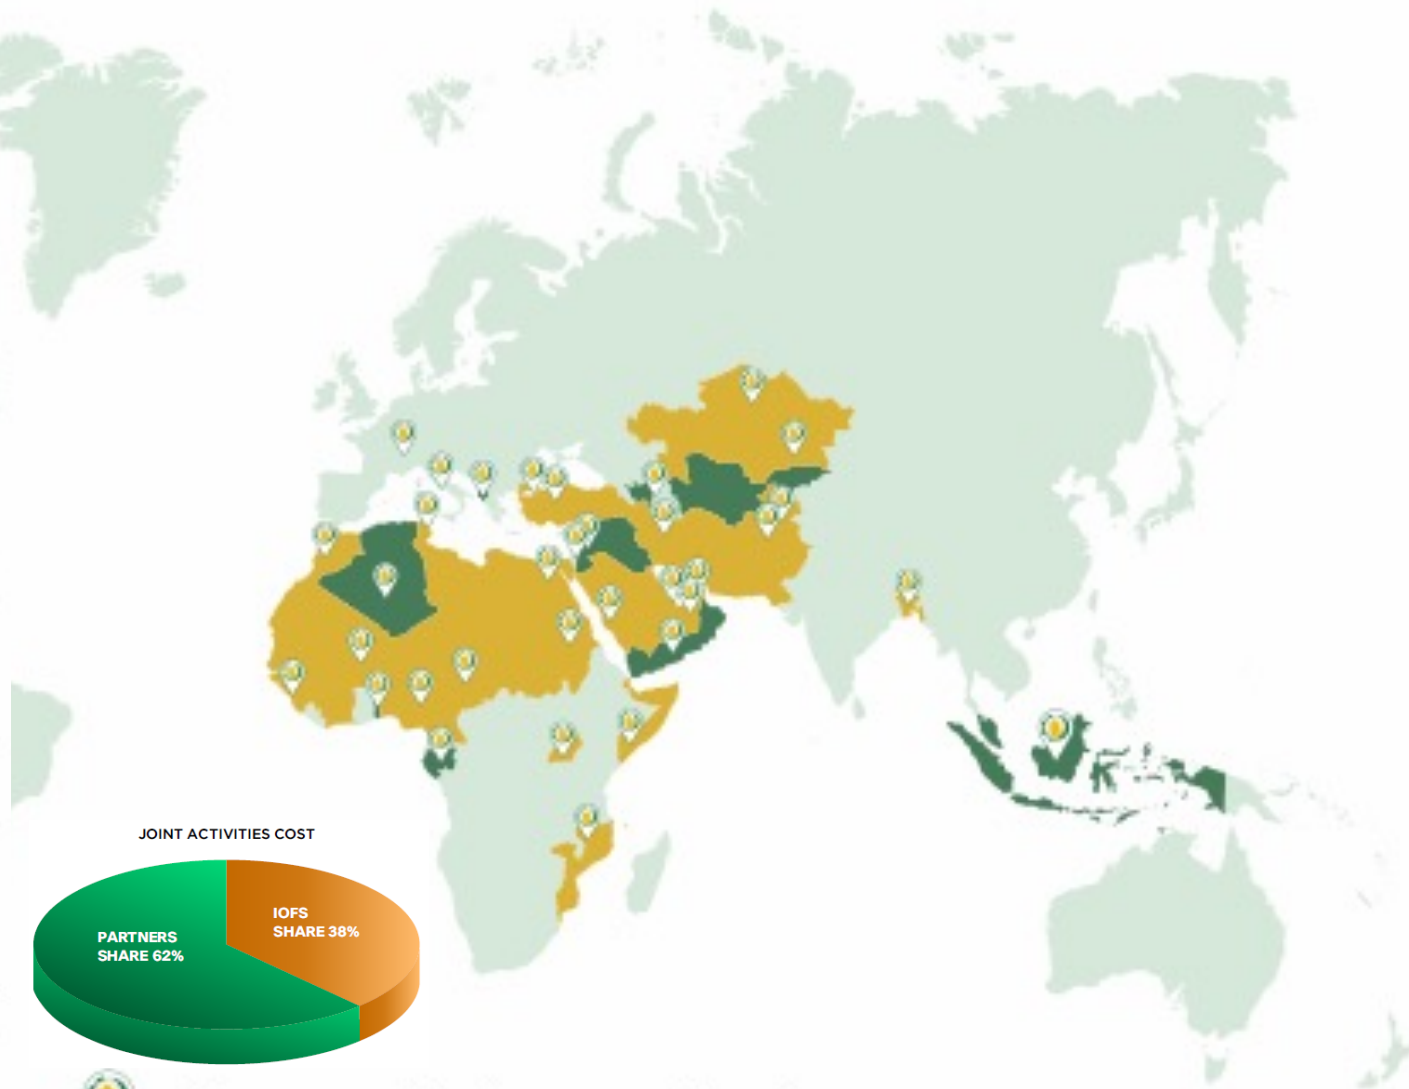 JOINT ACTIVITIES COST
IOFS
SHARE 38%
PARTNERS
SHARE 62%